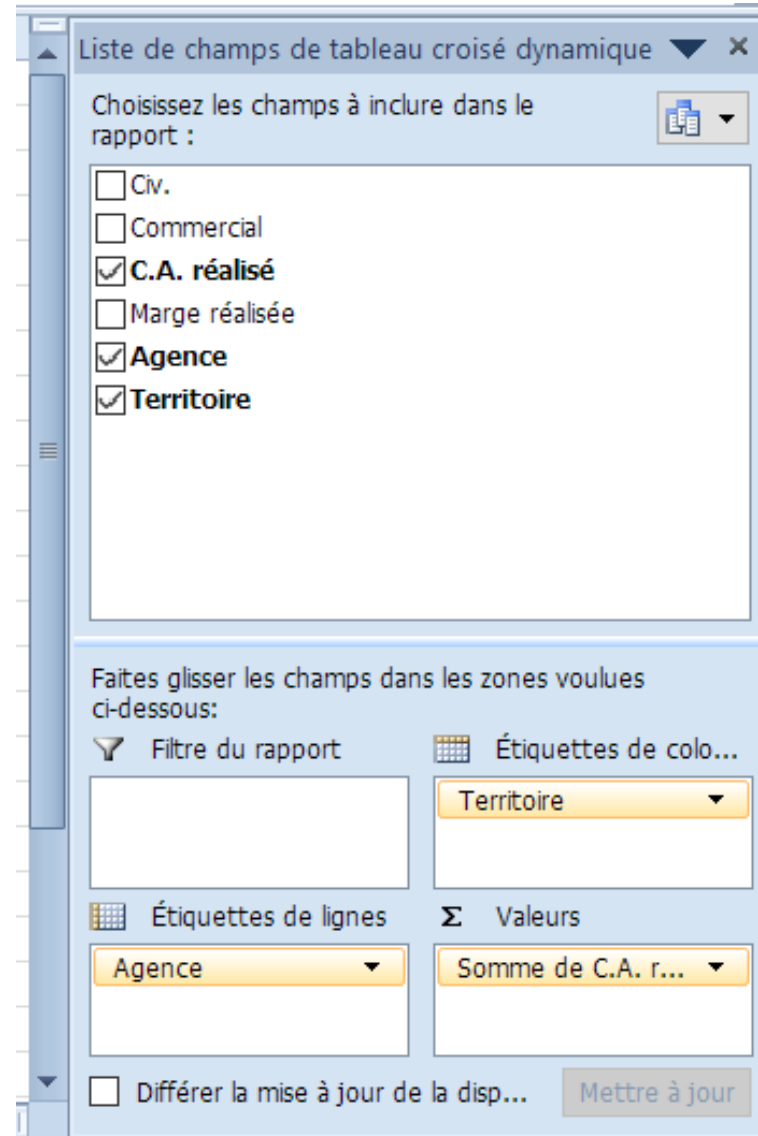 Liste de champs de tableau croisé dynamique
Choisissez les champs à inclure dans le
rapport :
Civ.
Commercial
C.A. réalisé
Marge réalisée
Agence
Territoire
Faites glisser les champs dans les zones voulues
ci-dessous:
Filtre du rapport
Étiquettes de colo...
Territoire
Étiquettes de lignes
Σ Valeurs
Agence
Somme de C.A. r...
Différer la mise à jour de la disp...
Mettre à jour